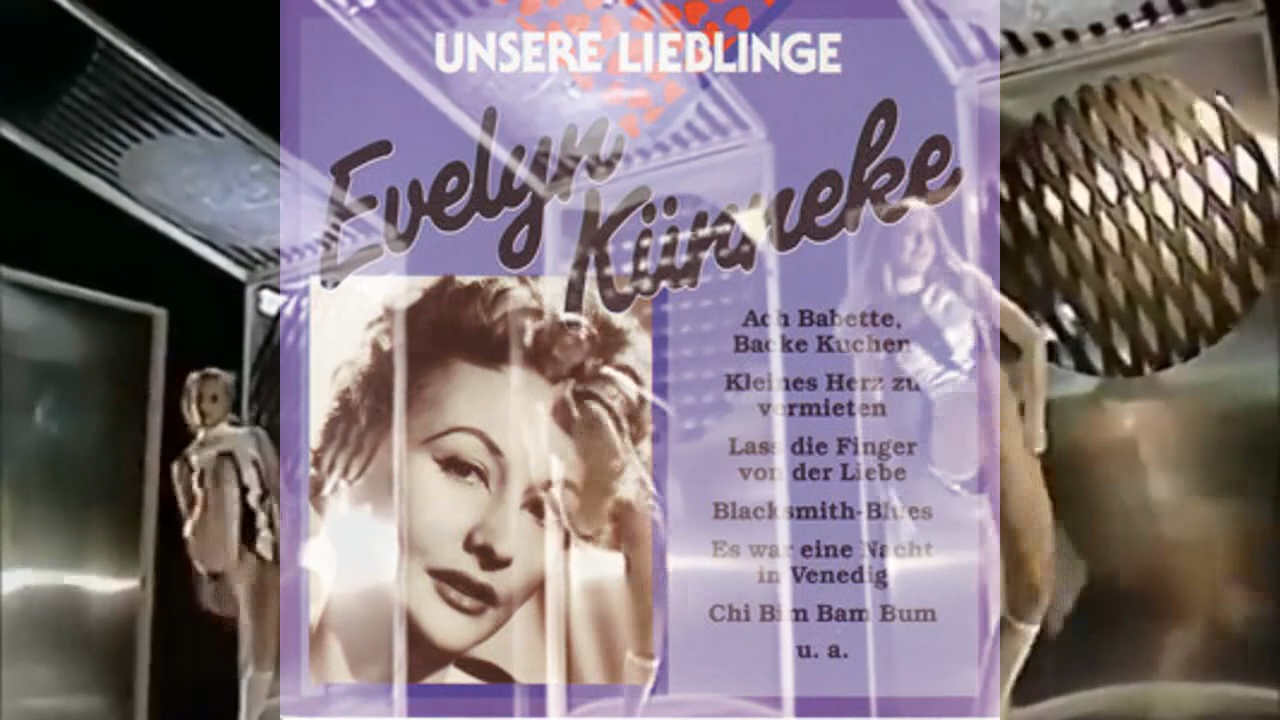 UNSERE LIEBLINGE
Evelyn
Künneke
Ach Babette,
Backe Kuchen
Kleines Herz zu
vermieten
Lass die Finger
von der Liebe
Blacksmith-Blues
Es war eine Nacht
in Venedig
Chi Bim Bam Bum
u. a.